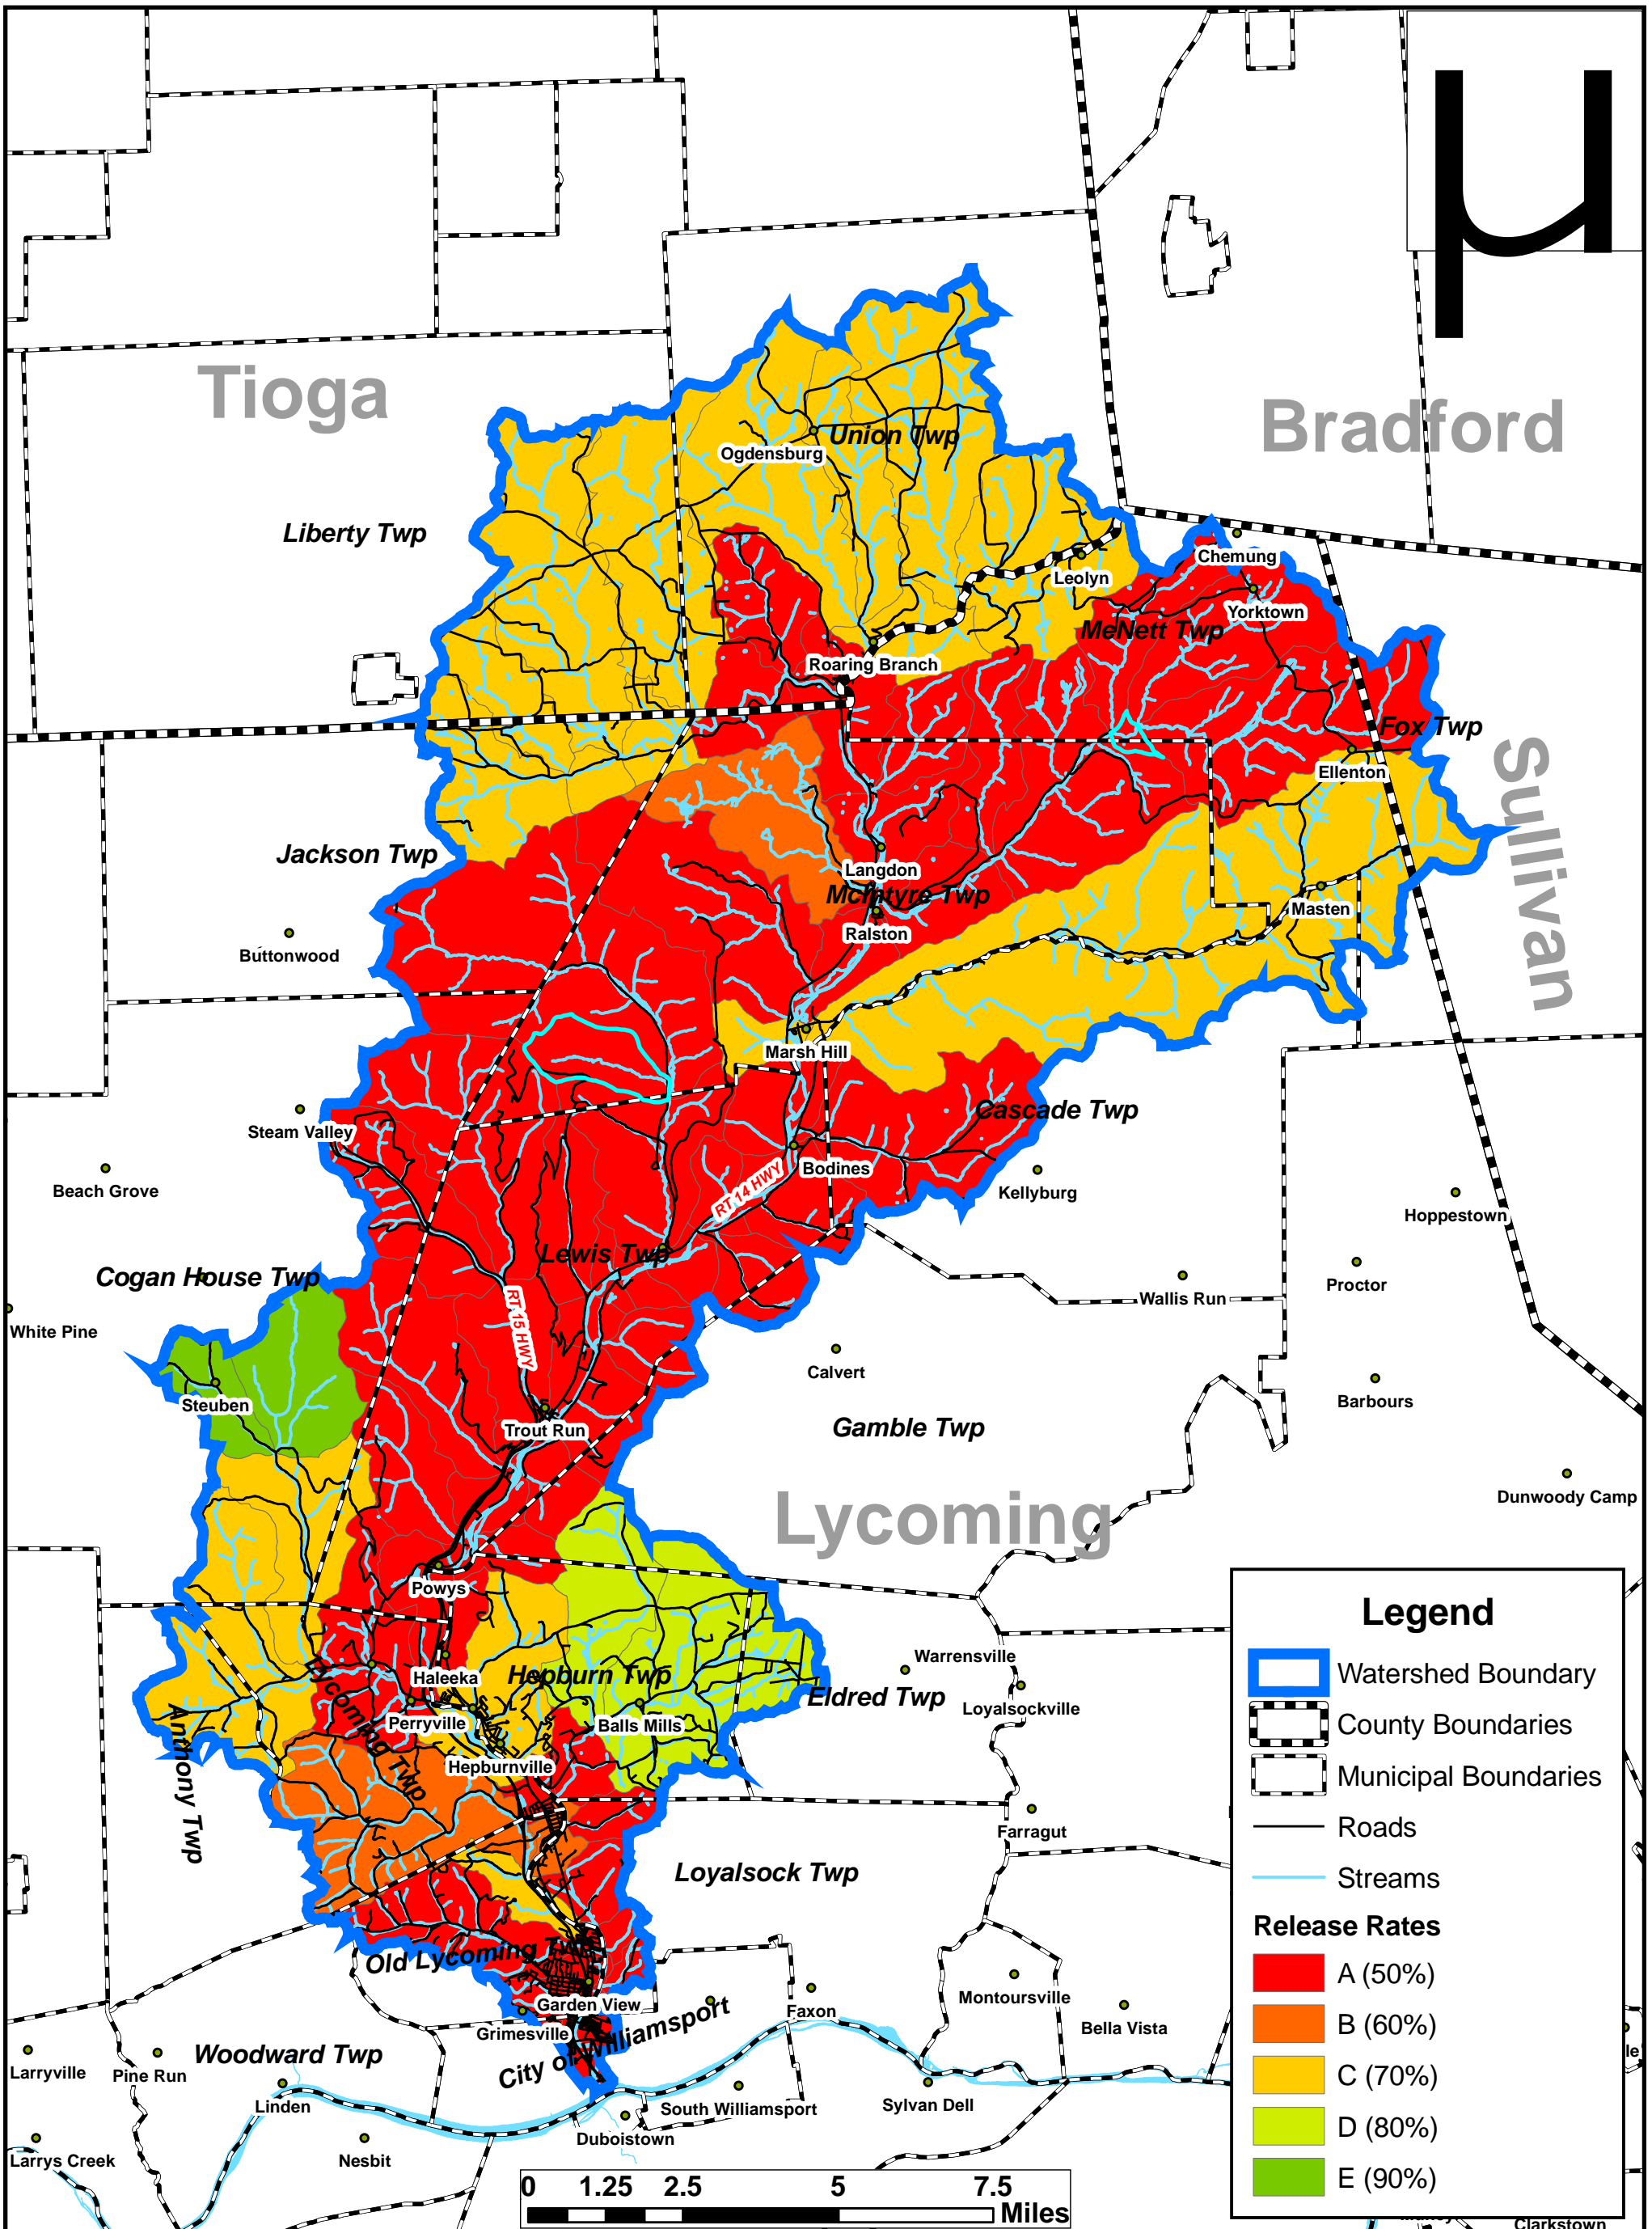 µ
Tioga
Bradford
Union Twp
Ogdensburg
Liberty Twp
Chemung
Leolyn
Yorktown
McNett Twp
Roaring Branch
Fox Twp
Ellenton
Sullivan
Jackson Twp
Langdon
McIntyre Twp
Masten
Ralston
Buttonwood
Marsh Hill
Cascade Twp
Steam Valley
Bodines
Beach Grove
Kellyburg
RT 14 HWY
Hoppestown
Lewis Twp
Cogan House Twp
Proctor
Wallis Run
White Pine
RT 15 HWY
Calvert
Barbours
Steuben
Gamble Twp
Trout Run
Dunwoody Camp
Lycoming
Powys
Warrensville
Haleeka
Hepburn Twp
Eldred Twp
Loyalsockville
Lycoming Twp
Perryville
Balls Mills
Anthony Twp
Hepburnville
Farragut
Loyalsock Twp
Old Lycoming Twp
Garden View
Faxon
Montoursville
Grimesville
Bella Vista
City of Williamsport
Woodward Twp
Larryville
Pine Run
Linden
South Williamsport
Sylvan Dell
Duboistown
Larrys Creek
Nesbit
Clarkstown
0 1.25 2.5 5 7.5
Miles
Legend
Watershed Boundary
County Boundaries
Municipal Boundaries
Roads
Streams
Release Rates
A (50%)
B (60%)
C (70%)
D (80%)
E (90%)